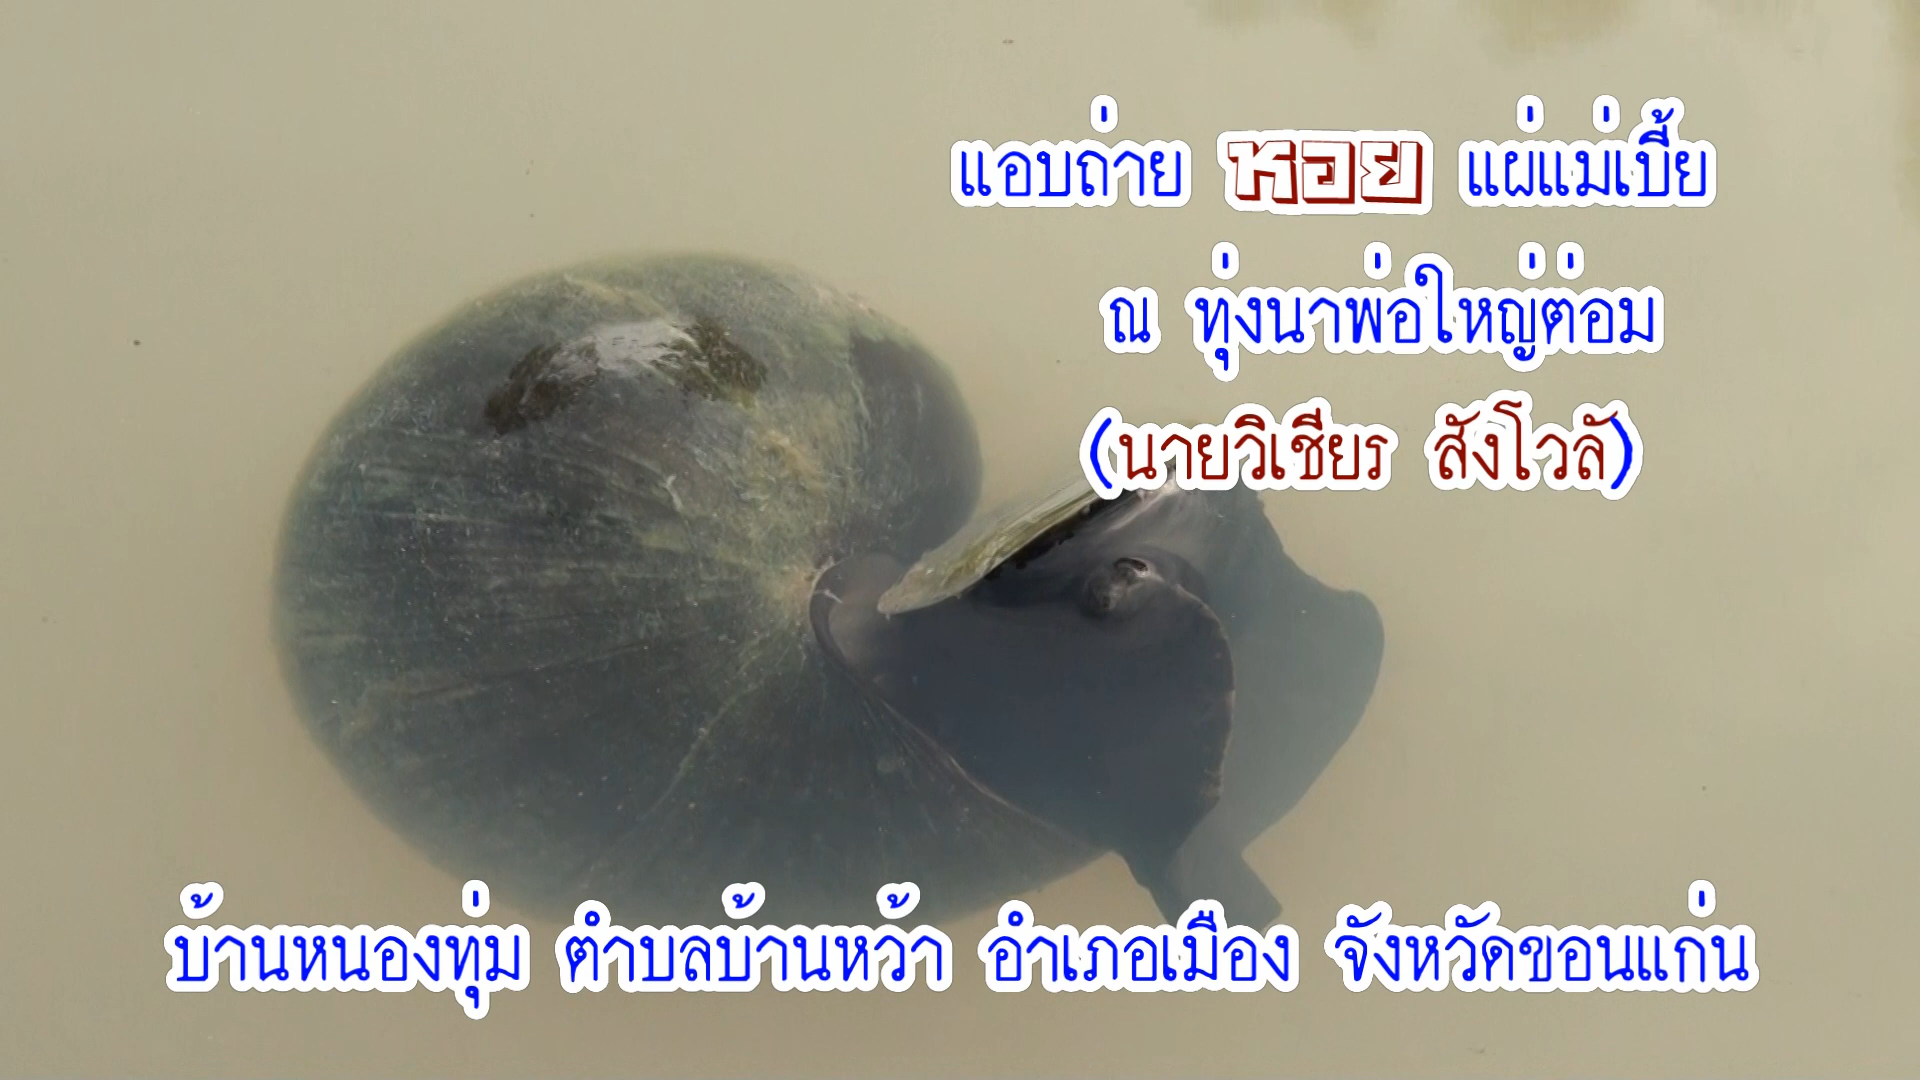 แอบถ่าย หอย แผ่แม่เบี้ย
ณ ทุ่งนาพ่อใหญ่ต่อม
(นายวิเชียร สังโวลั)
บ้านหนองทุ่ม ตำบลบ้านหว้า อำเภอเมือง จังหวัดขอนแก่น